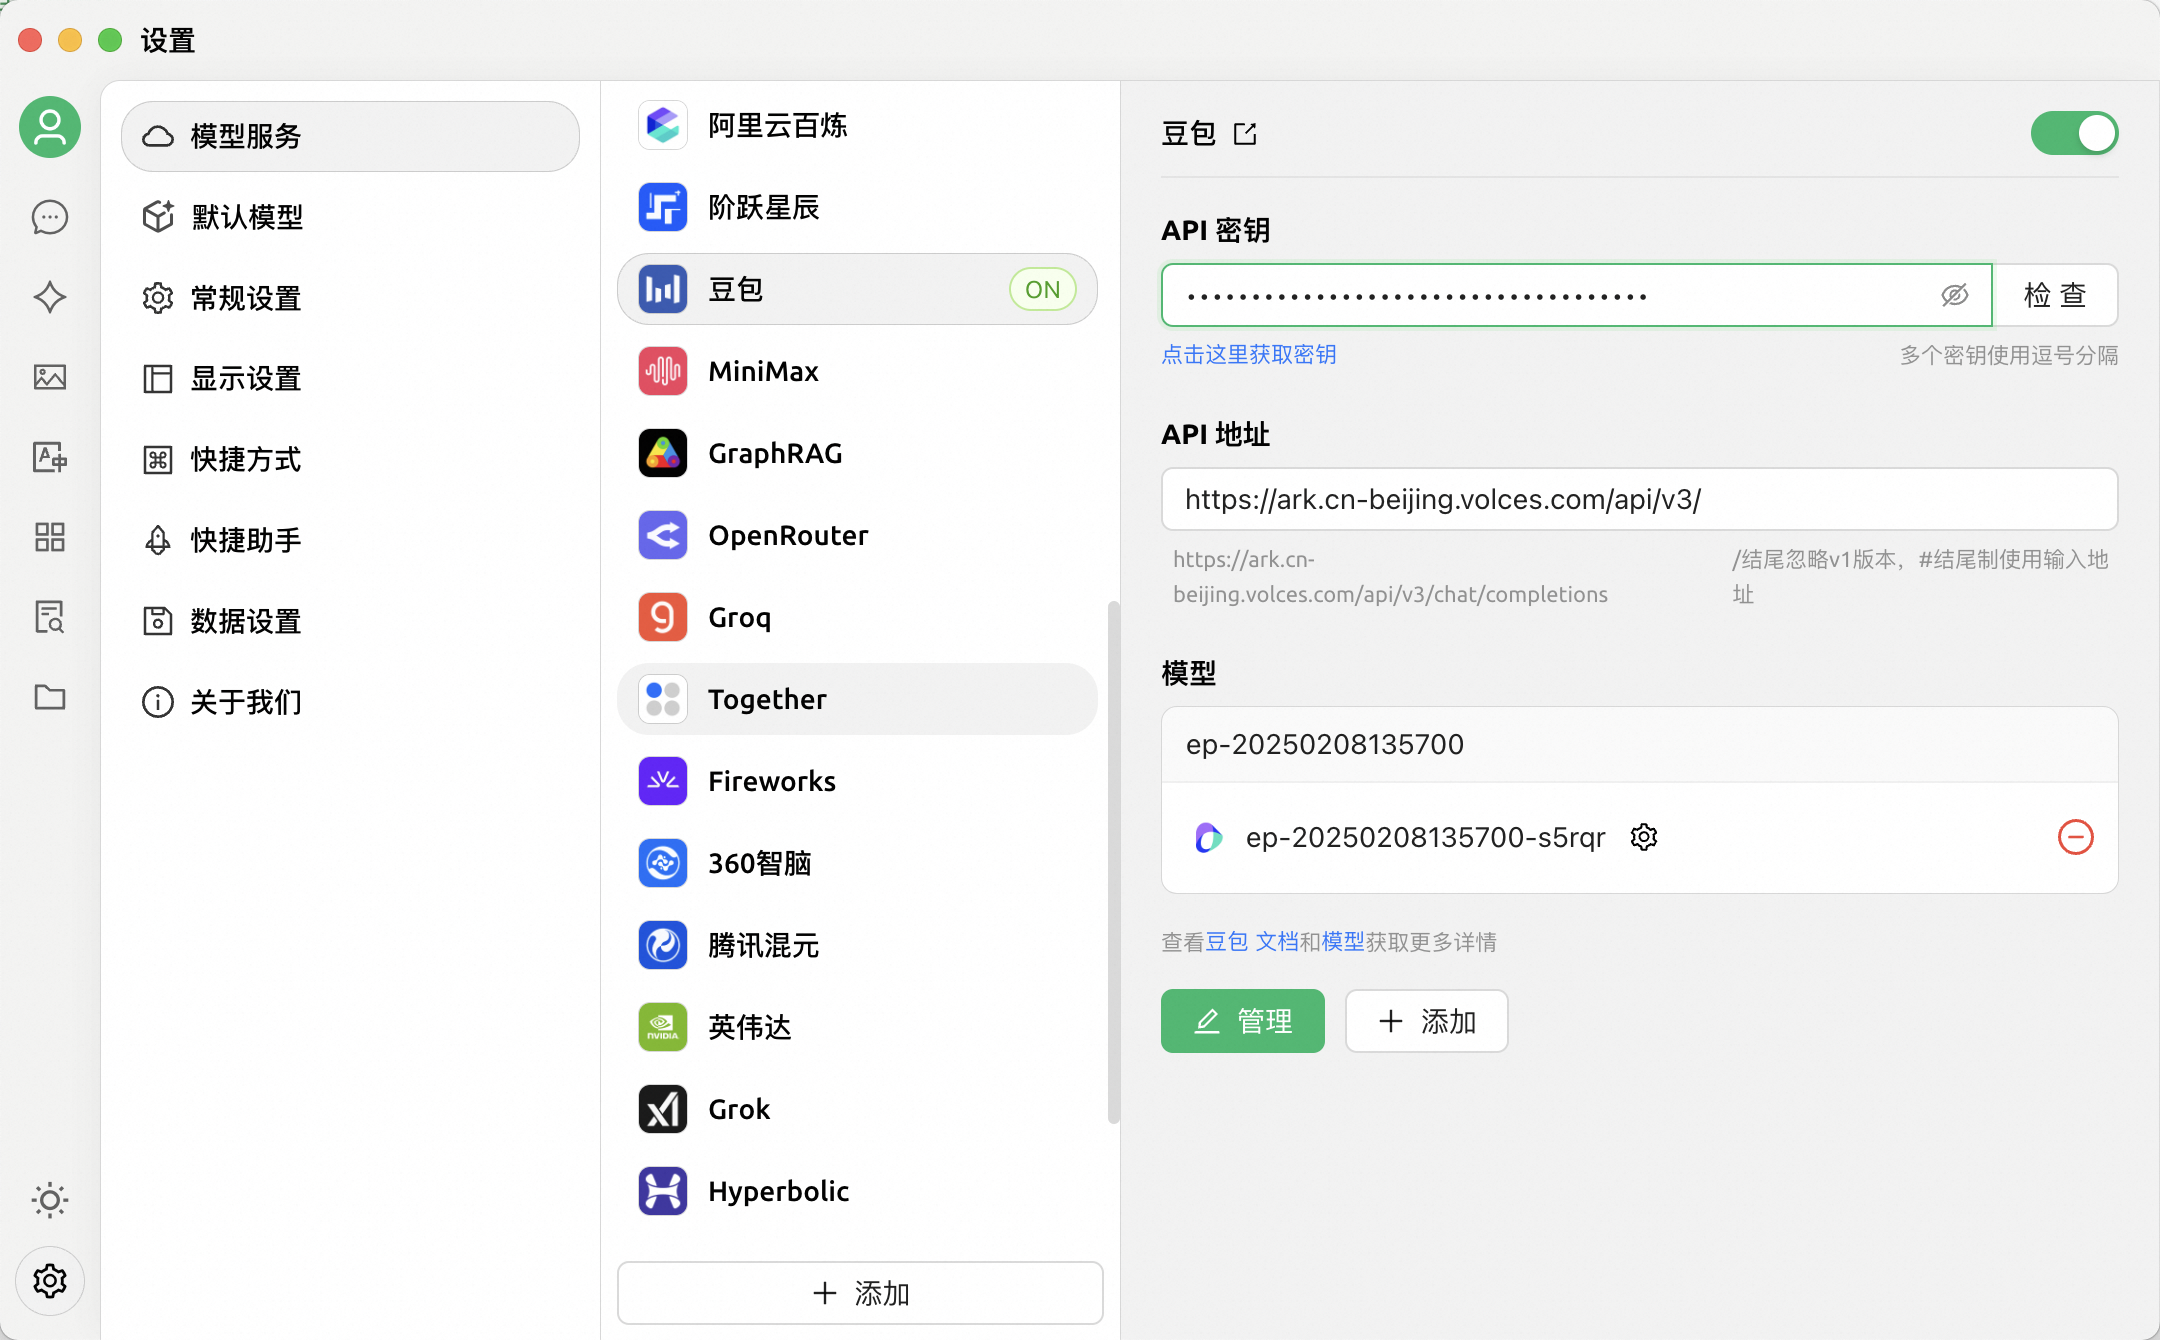 设置
模型服务
默认模型
常规设置
显示设置
快捷方式
快捷助手
数据设置
关于我们
阿里云百炼
阶跃星辰
豆包 ON
MiniMax
GraphRAG
OpenRouter
Groq
Together
Fireworks
360智脑
腾讯混元
NVIDIA 英伟达
Grok
Hyperbolic
添加
豆包
API 密钥
••••••••••••••••••••••••••••••••••••
检 查
点击这里获取密钥 多个密钥使用逗号分隔
API 地址
https://ark.cn-beijing.volces.com/api/v3/
https://ark.cn-
beijing.volces.com/api/v3/chat/completions
/结尾忽略v1版本，#结尾制使用输入地
址
模型
ep-20250208135700
ep-20250208135700-s5rqr
查看豆包 文档和模型获取更多详情
管理 添加